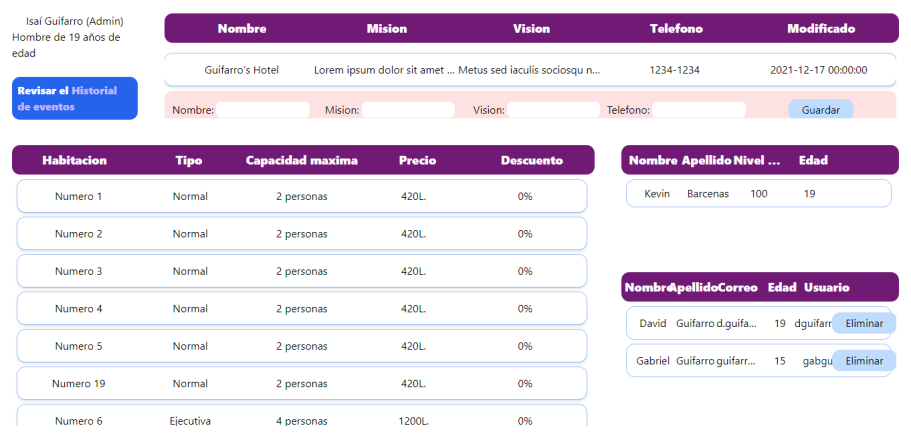 Isaí Guifarro (Admin)
Hombre de 19 años de
edad
Revisar el Historial
de eventos
Nombre Mision Vision Telefono Modificado
Guifarro's Hotel Lorem ipsum dolor sit amet ... Metus sed iaculis sociosqu n... 1234-1234 2021-12-17 00:00:00
Nombre: Mision: Vision: Telefono: Guardar
Habitacion Tipo Capacidad maxima Precio Descuento
Numero 1 Normal 2 personas 420L. 0%
Numero 2 Normal 2 personas 420L. 0%
Numero 3 Normal 2 personas 420L. 0%
Numero 4 Normal 2 personas 420L. 0%
Numero 5 Normal 2 personas 420L. 0%
Numero 19 Normal 2 personas 420L. 0%
Numero 6 Ejecutiva 4 personas 1200L. 0%
Nombre Apellido Nivel ... Edad
Kevin Barcenas 100 19
Nombre Apellido Correo Edad Usuario
David Guifarro d.guifa... 19 dguifarr Eliminar
Gabriel Guifarro guifarr... 15 gabgu Eliminar